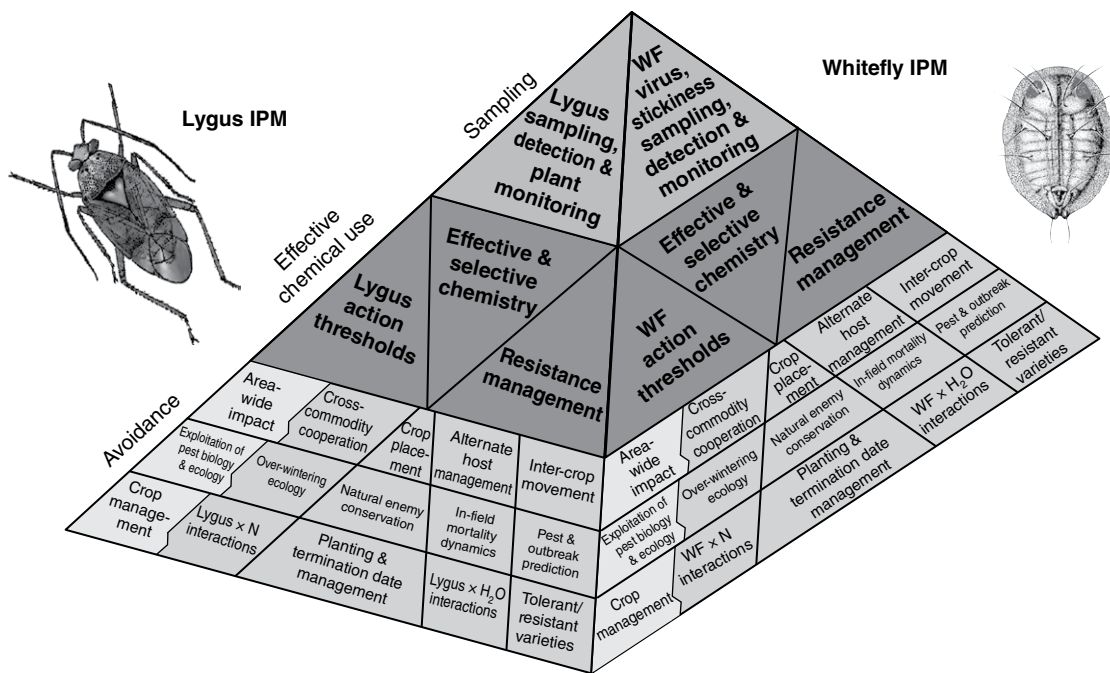 Lygus IPM
Whitefly IPM
Sampling
Effective
chemical use
Avoidance
Lygus
sampling,
detection &
plant
monitoring
WF
virus,
stickiness
sampling,
detection &
monitoring
Lygus
action
thresholds
Effective &
selective
chemistry
Resistance
management
WF
action
thresholds
Effective &
selective
chemistry
Resistance
management
Area-
wide
impact
Cross-
commodity
cooperation
Crop
place-
ment
Alternate
host
management
Inter-crop
movement
Exploitation of
pest biology
& ecology
Over-wintering
ecology
Natural enemy
conservation
In-field
mortality
dynamics
Pest &
outbreak
prediction
Crop
manage-
ment
Lygus × N
interactions
Planting &
termination date
management
Lygus × H₂O
interactions
Tolerant/
resistant
varieties
Area-
wide
impact
Cross-
commodity
cooperation
Crop
place-
ment
Alternate
host
management
Inter-crop
movement
Exploitation of
pest biology
& ecology
Over-wintering
ecology
Natural enemy
conservation
In-field mortality
dynamics
Pest & outbreak
prediction
Crop
management
WF × N
interactions
Planting &
termination date
management
WF × H₂O
interactions
Tolerant/
resistant
varieties